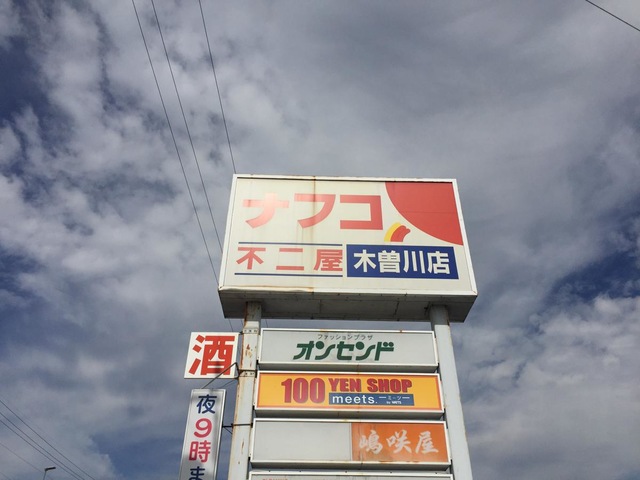 ナフコ
不二屋 木曽川店
酒
ファッションプラザ
オンセンド
100 YEN SHOP
meets.
嶋咲屋
夜9時ま